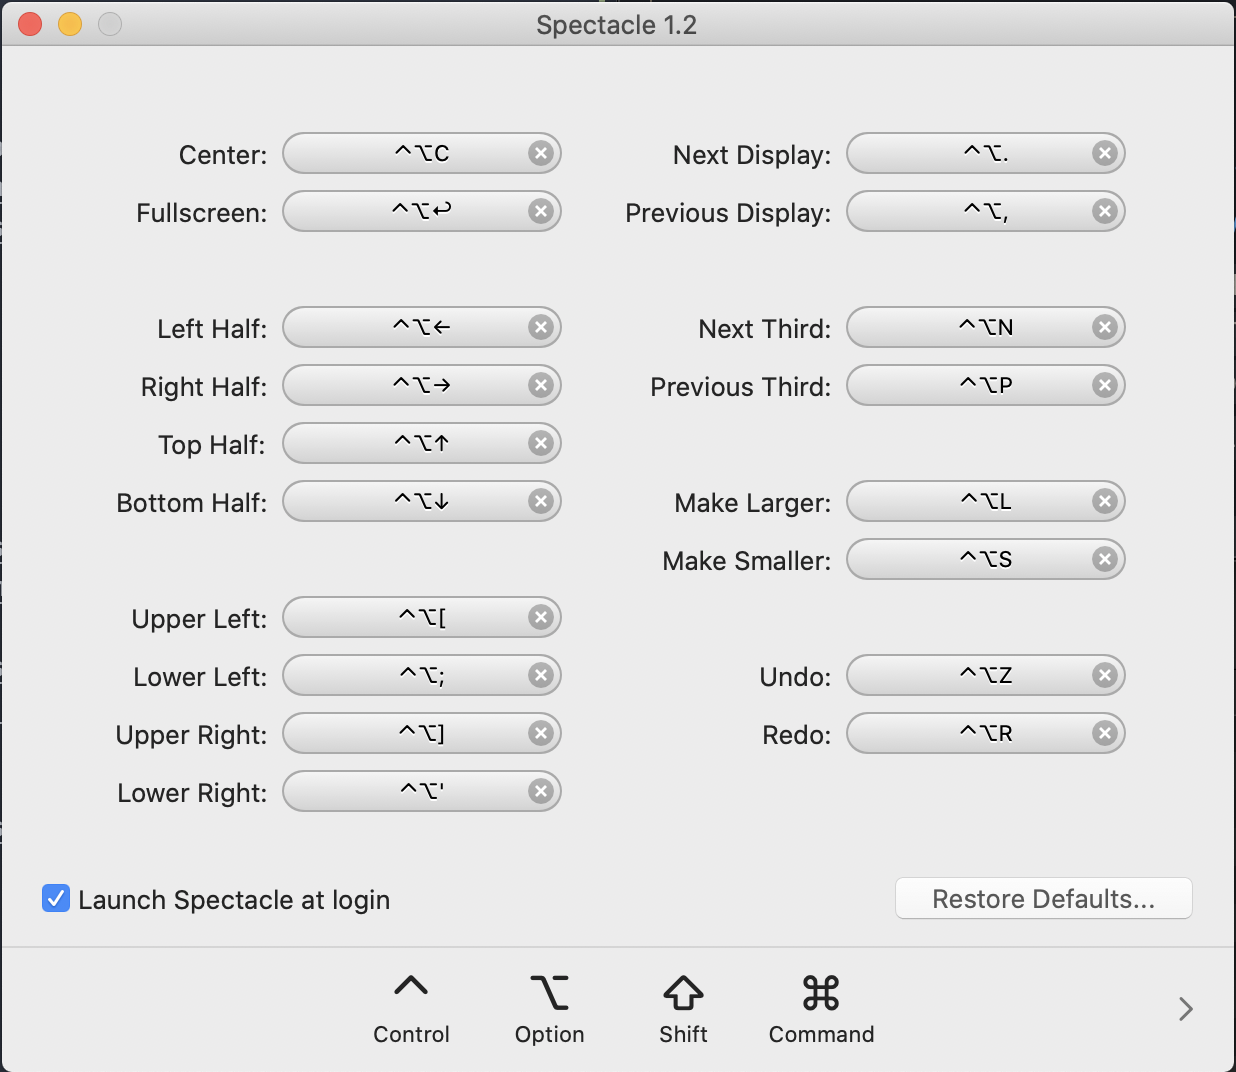 Spectacle 1.2
Center: ^⌥C
Fullscreen: ^⌥↩
Left Half: ^⌥←
Right Half: ^⌥→
Top Half: ^⌥↑
Bottom Half: ^⌥↓
Upper Left: ^⌥[
Lower Left: ^⌥;
Upper Right: ^⌥]
Lower Right: ^⌥'
Next Display: ^⌥.
Previous Display: ^⌥,
Next Third: ^⌥N
Previous Third: ^⌥P
Make Larger: ^⌥L
Make Smaller: ^⌥S
Undo: ^⌥Z
Redo: ^⌥R
Launch Spectacle at login
Restore Defaults...
^ ⌥ ⇧ ⌘
Control Option Shift Command